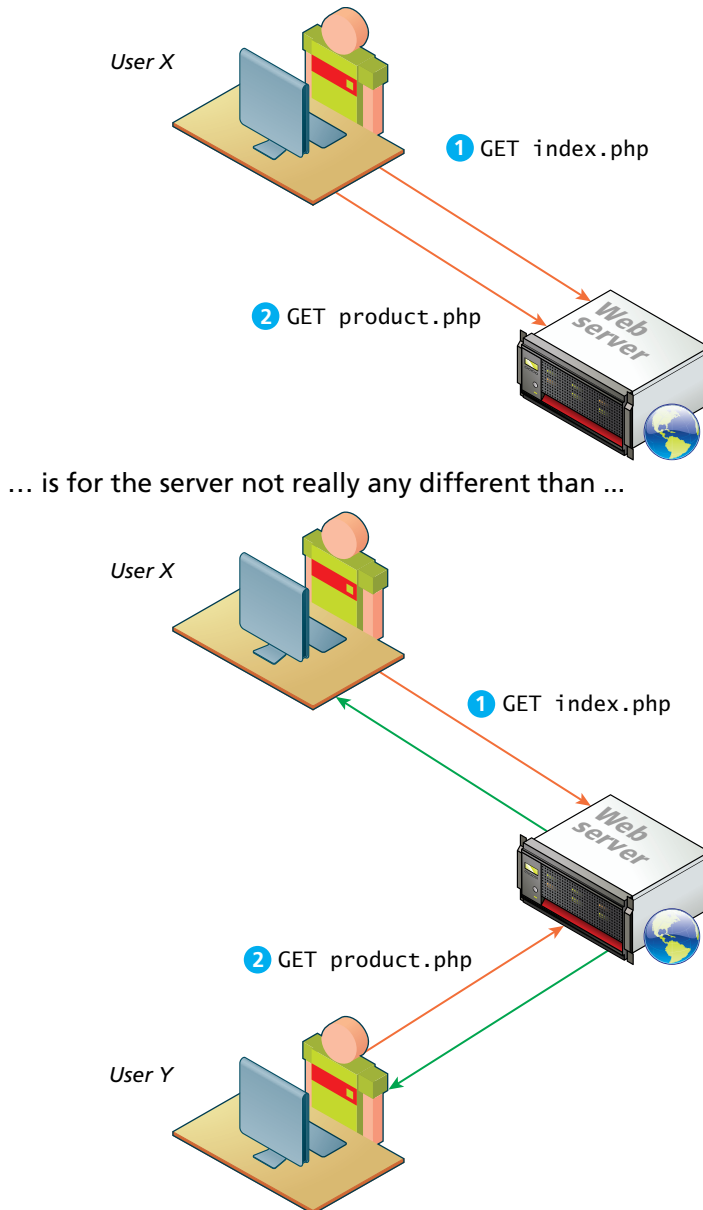 User X
1 GET index.php
2 GET product.php
Web
server
… is for the server not really any different than ...
User X
1 GET index.php
Web
server
2 GET product.php
User Y